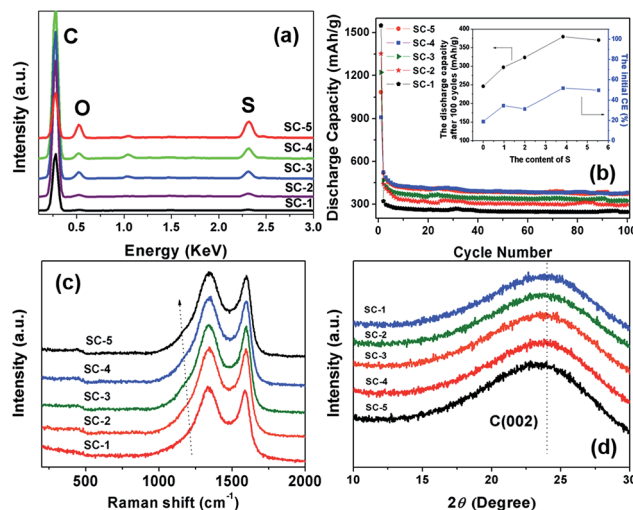 (a)
C
O
S
SC-5
SC-4
SC-3
SC-2
SC-1
Intensity (a.u.)
0.0 0.5 1.0 1.5 2.0 2.5 3.0
Energy (KeV)
(b)
Discharge Capacity (mAh/g)
1500
1200
900
600
300
SC-5
SC-4
SC-3
SC-2
SC-1
The discharge capacity
after 100 cycles (mAh/g)
400
350
300
250
200
150
100
100
80
60
40
20
0
The initial CE (%)
0 1 2 3 4 5 6
The content of S
0 20 40 60 80 100
Cycle Number
(c)
SC-5
SC-4
SC-3
SC-2
SC-1
Intensity (a.u.)
500 1000 1500 2000
Raman shift (cm-1)
SC-1
SC-2
SC-3
SC-4
SC-5
C(002)
(d)
Intensity (a.u.)
10 15 20 25 30
2θ (Degree)